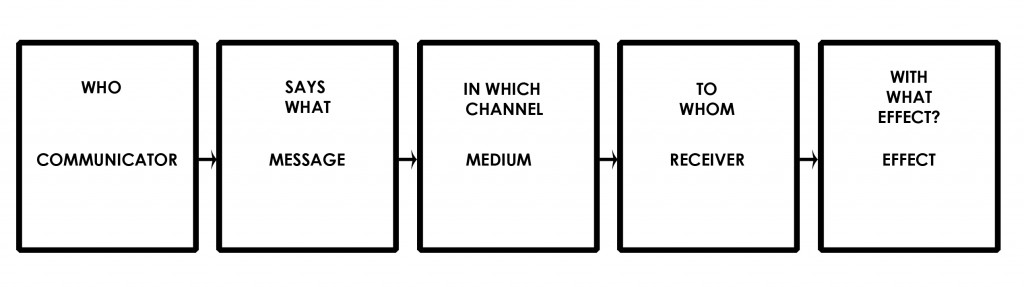 WHO
COMMUNICATOR
SAYS
WHAT
MESSAGE
IN WHICH
CHANNEL
MEDIUM
TO
WHOM
RECEIVER
WITH
WHAT
EFFECT?
EFFECT